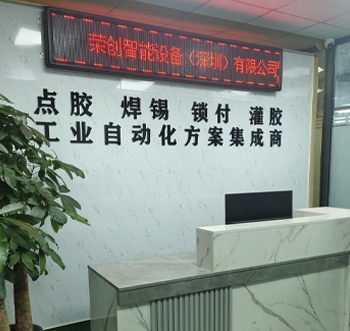 荣创智能设备（深圳）有限公司
点胶 焊锡 锁付 灌胶
工业自动化方案集成商